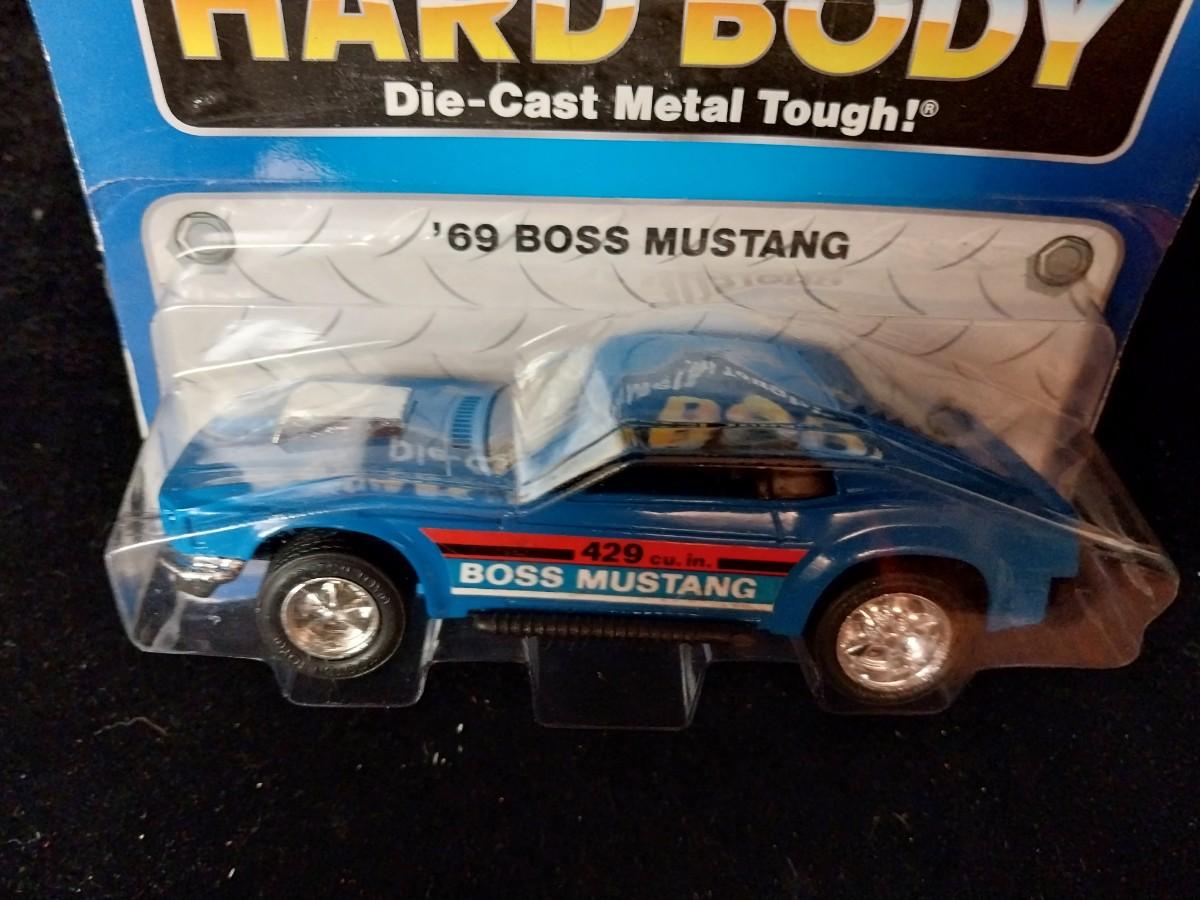 HARD BODY
Die-Cast Metal Tough!®
'69 BOSS MUSTANG
429 cu. in.
BOSS MUSTANG